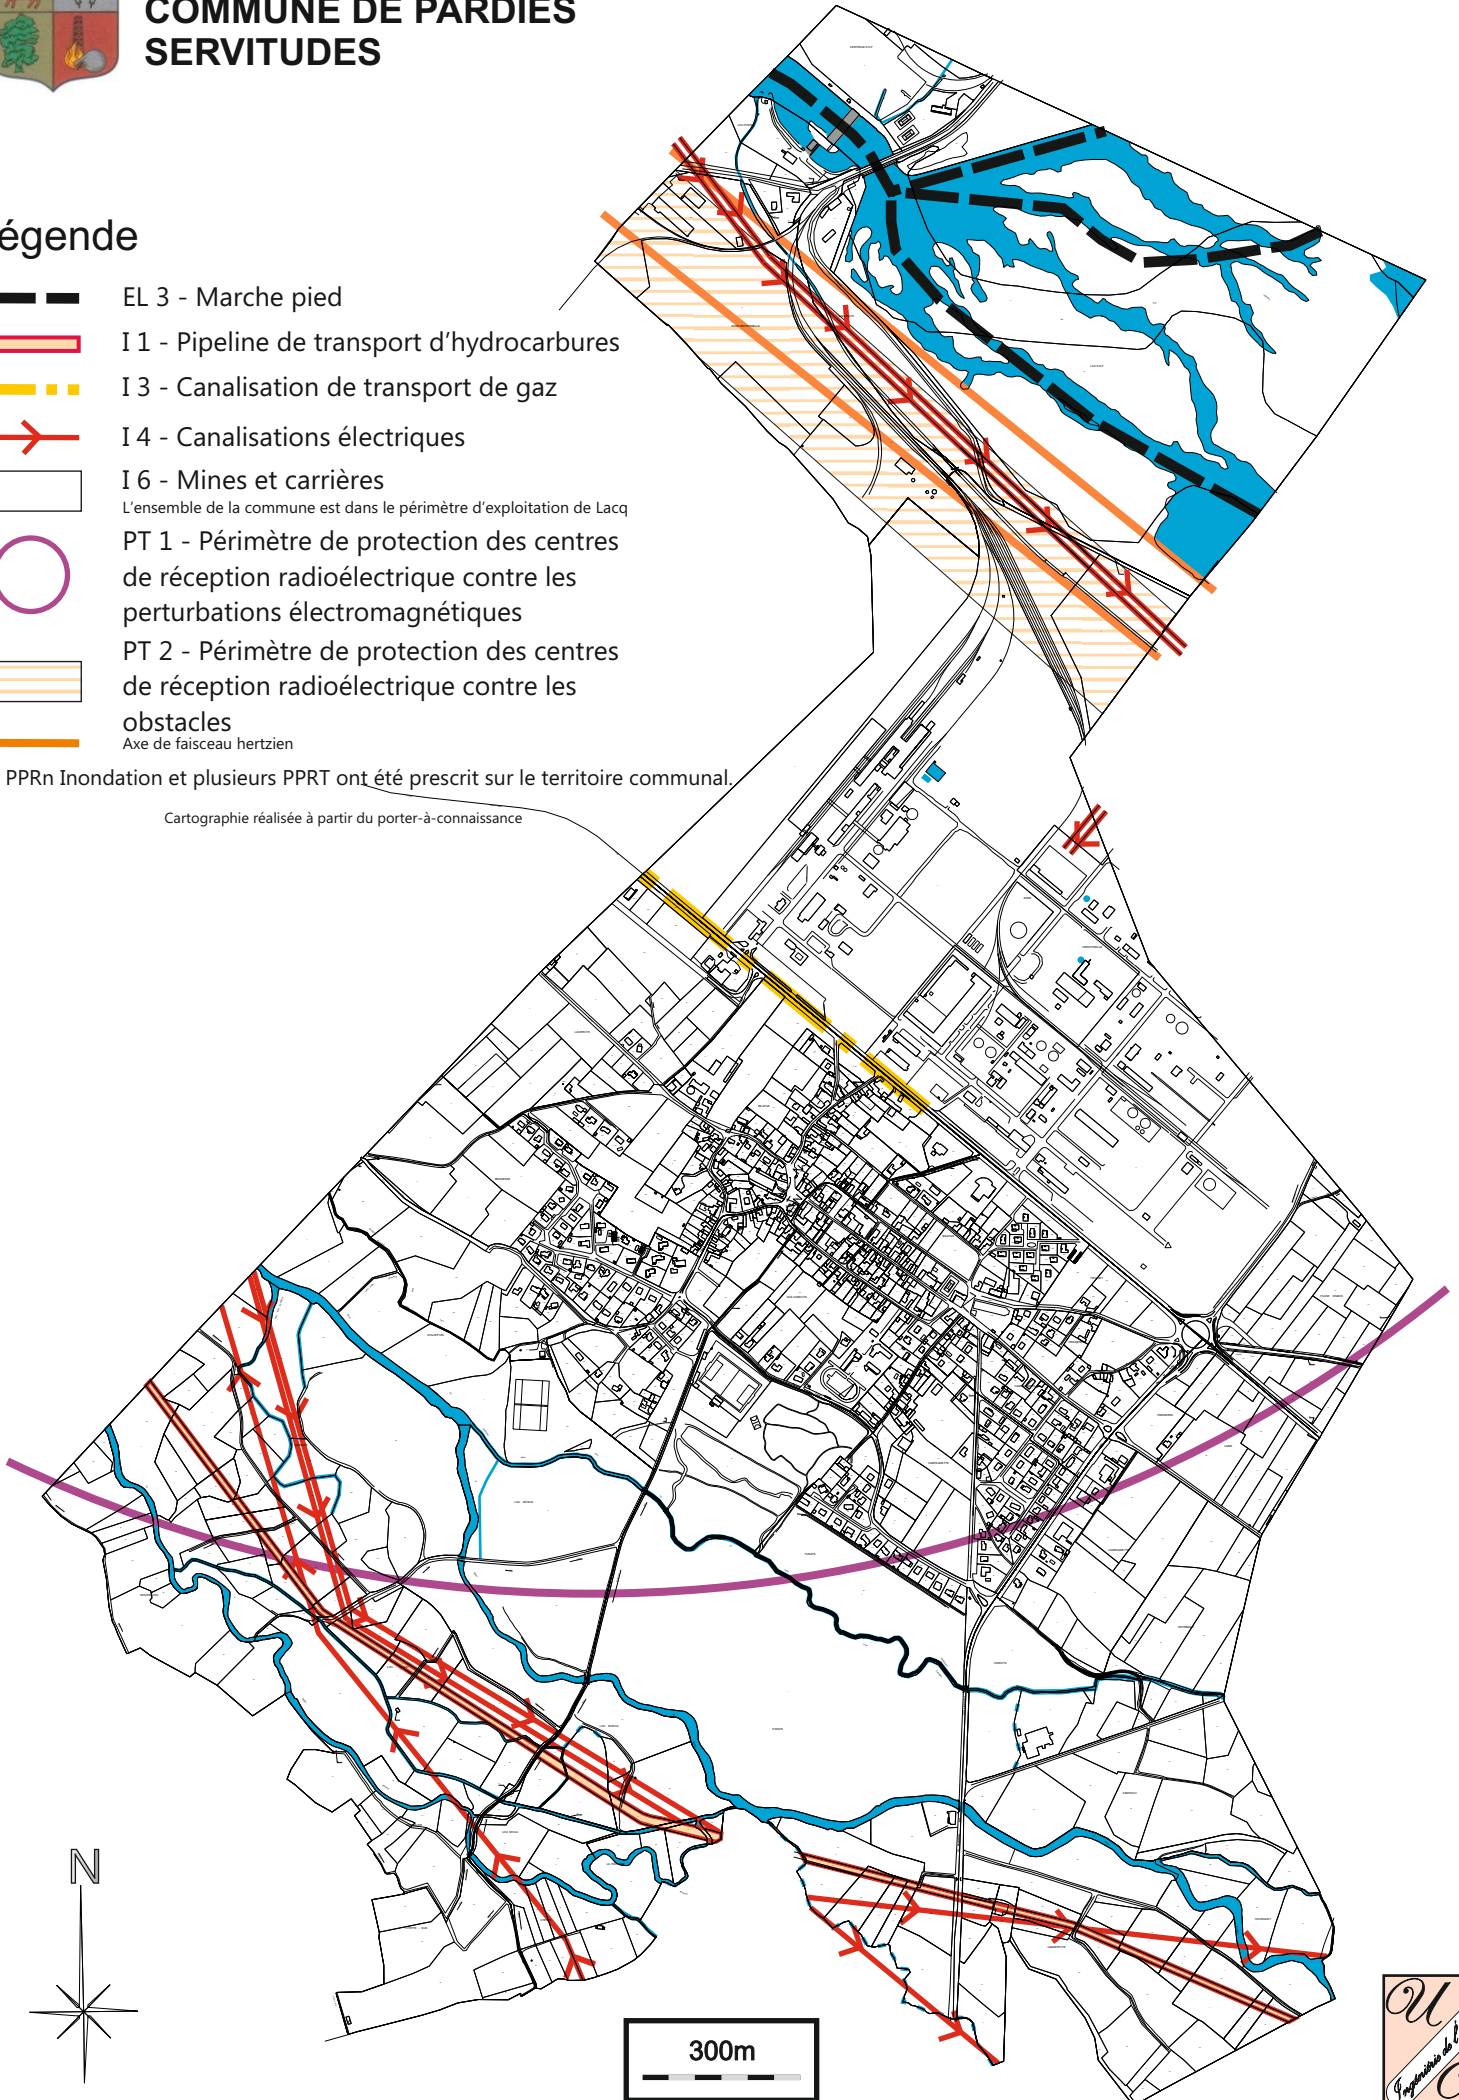 COMMUNE DE PARDIES
SERVITUDES
égende
EL 3 - Marche pied
I 1 - Pipeline de transport d'hydrocarbures
I 3 - Canalisation de transport de gaz
I 4 - Canalisations électriques
I 6 - Mines et carrières
L'ensemble de la commune est dans le périmètre d'exploitation de Lacq
PT 1 - Périmètre de protection des centres
de réception radioélectrique contre les
perturbations électromagnétiques
PT 2 - Périmètre de protection des centres
de réception radioélectrique contre les
obstacles
Axe de faisceau hertzien
PPRn Inondation et plusieurs PPRT ont été prescrit sur le territoire communal.
Cartographie réalisée à partir du porter-à-connaissance
N
300m
U
Ingénierie de l'